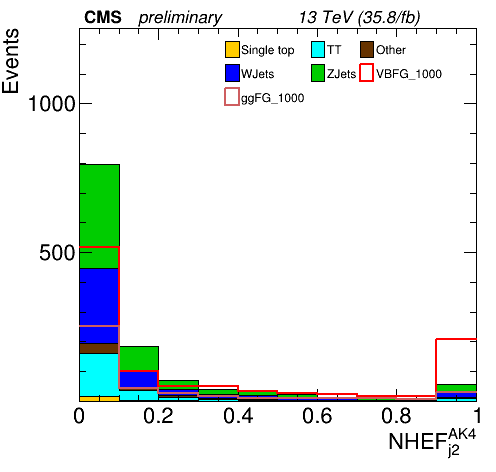 CMS preliminary 13 TeV (35.8/fb)
Events
Single top TT Other
WJets ZJets VBFG_1000
ggFG_1000
1000
500
0 0.2 0.4 0.6 0.8 1
NHEF AK4 j2